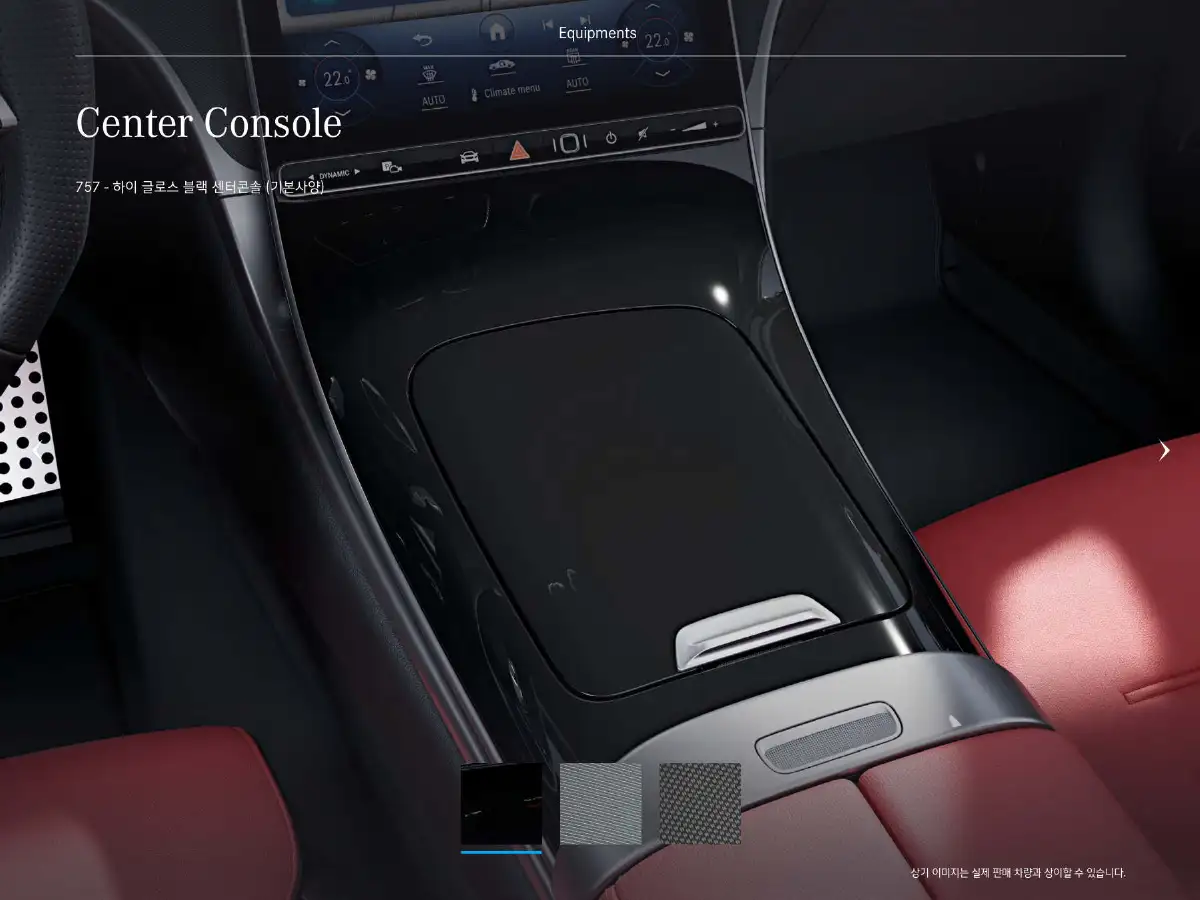 Equipments
22.0°
22.0°
MAX
AUTO
Climate menu
AUTO
Center Console
DYNAMIC
757 - 하이 글로스 블랙 센터콘솔 (기본사양)
상기 이미지는 실제 판매 차량과 상이할 수 있습니다.